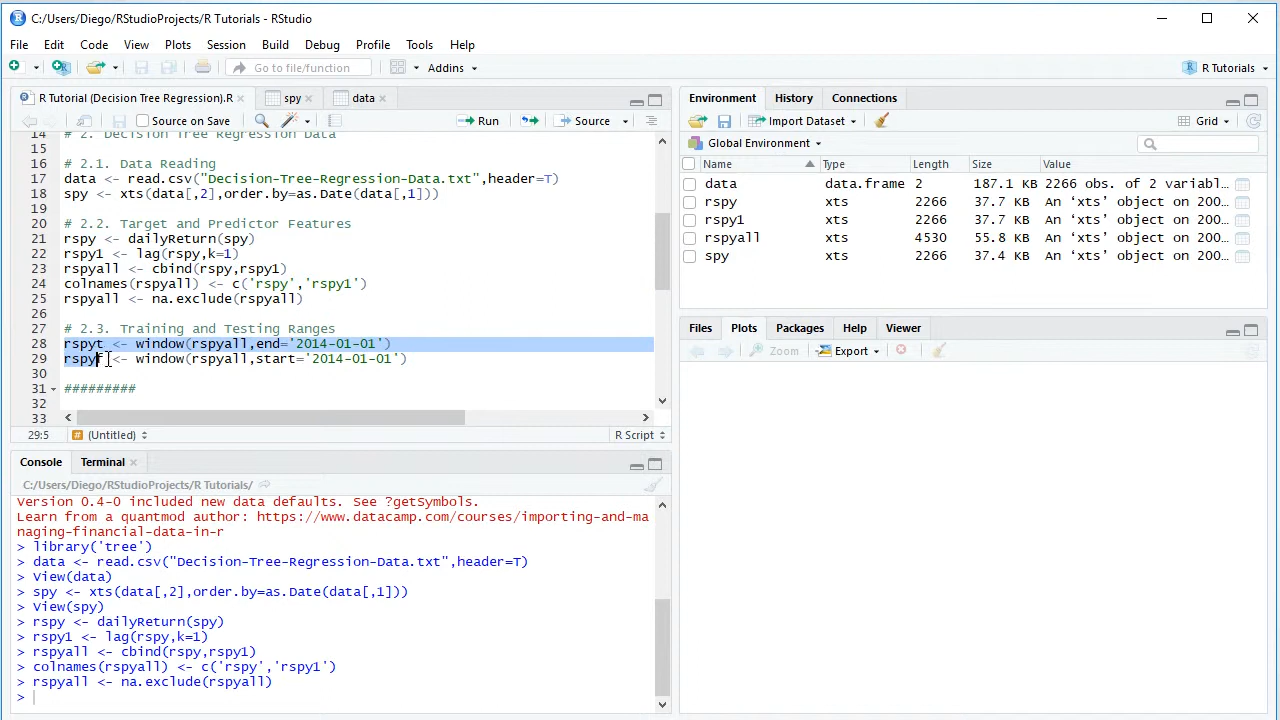 C:/Users/Diego/RStudioProjects/R Tutorials - RStudio
File Edit Code View Plots Session Build Debug Profile Tools Help
Go to file/function Addins R Tutorials
R Tutorial (Decision Tree Regression).R spy data
Source on Save Run Source
14 # 2. Decision Tree Regression Data
15
16 # 2.1. Data Reading
17 data <- read.csv("Decision-Tree-Regression-Data.txt",header=T)
18 spy <- xts(data[,2],order.by=as.Date(data[,1]))
19
20 # 2.2. Target and Predictor Features
21 rspy <- dailyReturn(spy)
22 rspy1 <- lag(rspy,k=1)
23 rspyall <- cbind(rspy,rspy1)
24 colnames(rspyall) <- c('rspy','rspy1')
25 rspyall <- na.exclude(rspyall)
26
27 # 2.3. Training and Testing Ranges
28 rspyt <- window(rspyall,end='2014-01-01')
29 rspyf <- window(rspyall,start='2014-01-01')
30
31 #########
32
33
29:5 (Untitled) R Script
Console Terminal
C:/Users/Diego/RStudioProjects/R Tutorials/
Version 0.4-0 included new data defaults. See ?getSymbols.
Learn from a quantmod author: https://www.datacamp.com/courses/importing-and-ma
naging-financial-data-in-r
> library('tree')
> data <- read.csv("Decision-Tree-Regression-Data.txt",header=T)
> View(data)
> spy <- xts(data[,2],order.by=as.Date(data[,1]))
> View(spy)
> rspy <- dailyReturn(spy)
> rspy1 <- lag(rspy,k=1)
> rspyall <- cbind(rspy,rspy1)
> colnames(rspyall) <- c('rspy','rspy1')
> rspyall <- na.exclude(rspyall)
>
Environment History Connections
Import Dataset Grid
Global Environment
Name Type Length Size Value
data data.frame 2 187.1 KB 2266 obs. of 2 variabl…
rspy xts 2266 37.7 KB An ‘xts’ object on 200…
rspy1 xts 2266 37.7 KB An ‘xts’ object on 200…
rspyall xts 4530 55.8 KB An ‘xts’ object on 200…
spy xts 2266 37.4 KB An ‘xts’ object on 200…
Files Plots Packages Help Viewer
Zoom Export